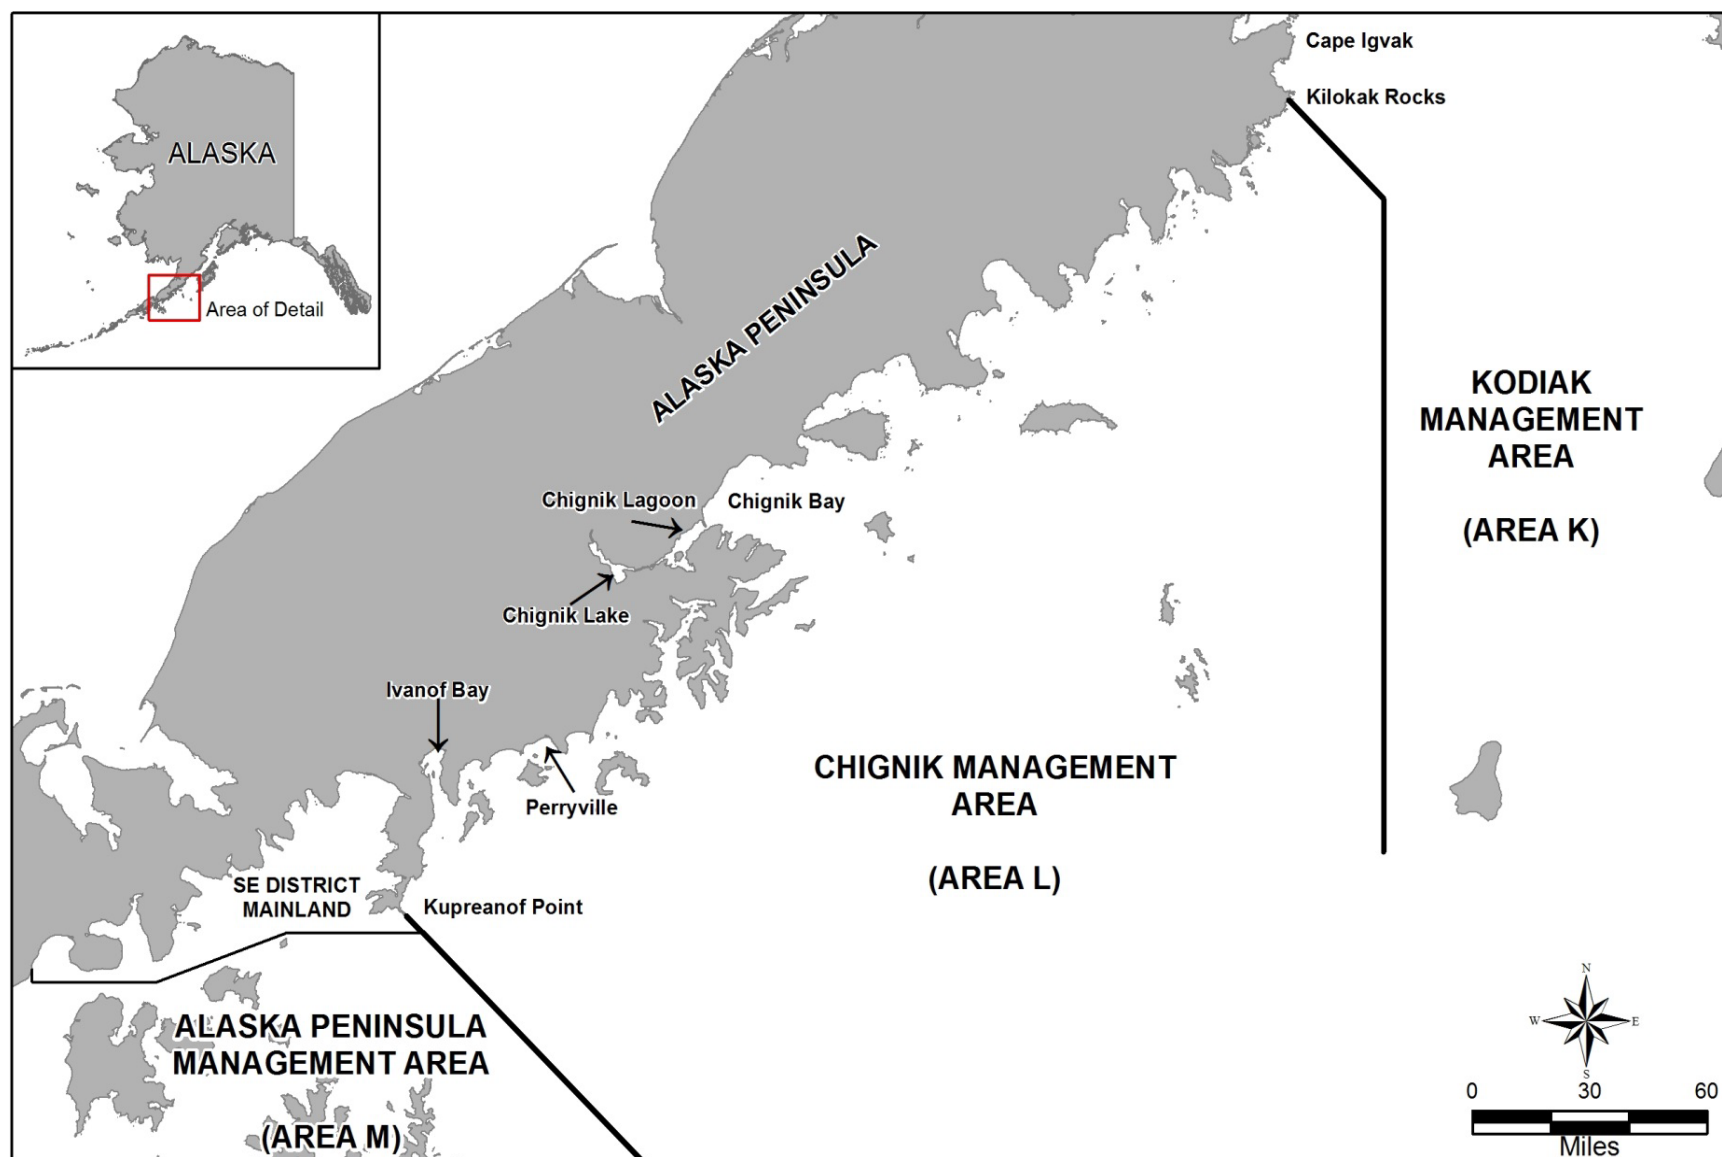 ALASKA
Area of Detail
Cape Igvak
Kilokak Rocks
ALASKA PENINSULA
KODIAK
MANAGEMENT
AREA
(AREA K)
Chignik Lagoon
Chignik Bay
Chignik Lake
Ivanof Bay
Perryville
CHIGNIK MANAGEMENT
AREA
(AREA L)
SE DISTRICT
MAINLAND
Kupreanof Point
ALASKA PENINSULA
MANAGEMENT AREA
(AREA M)
N
W E
S
0 30 60
Miles